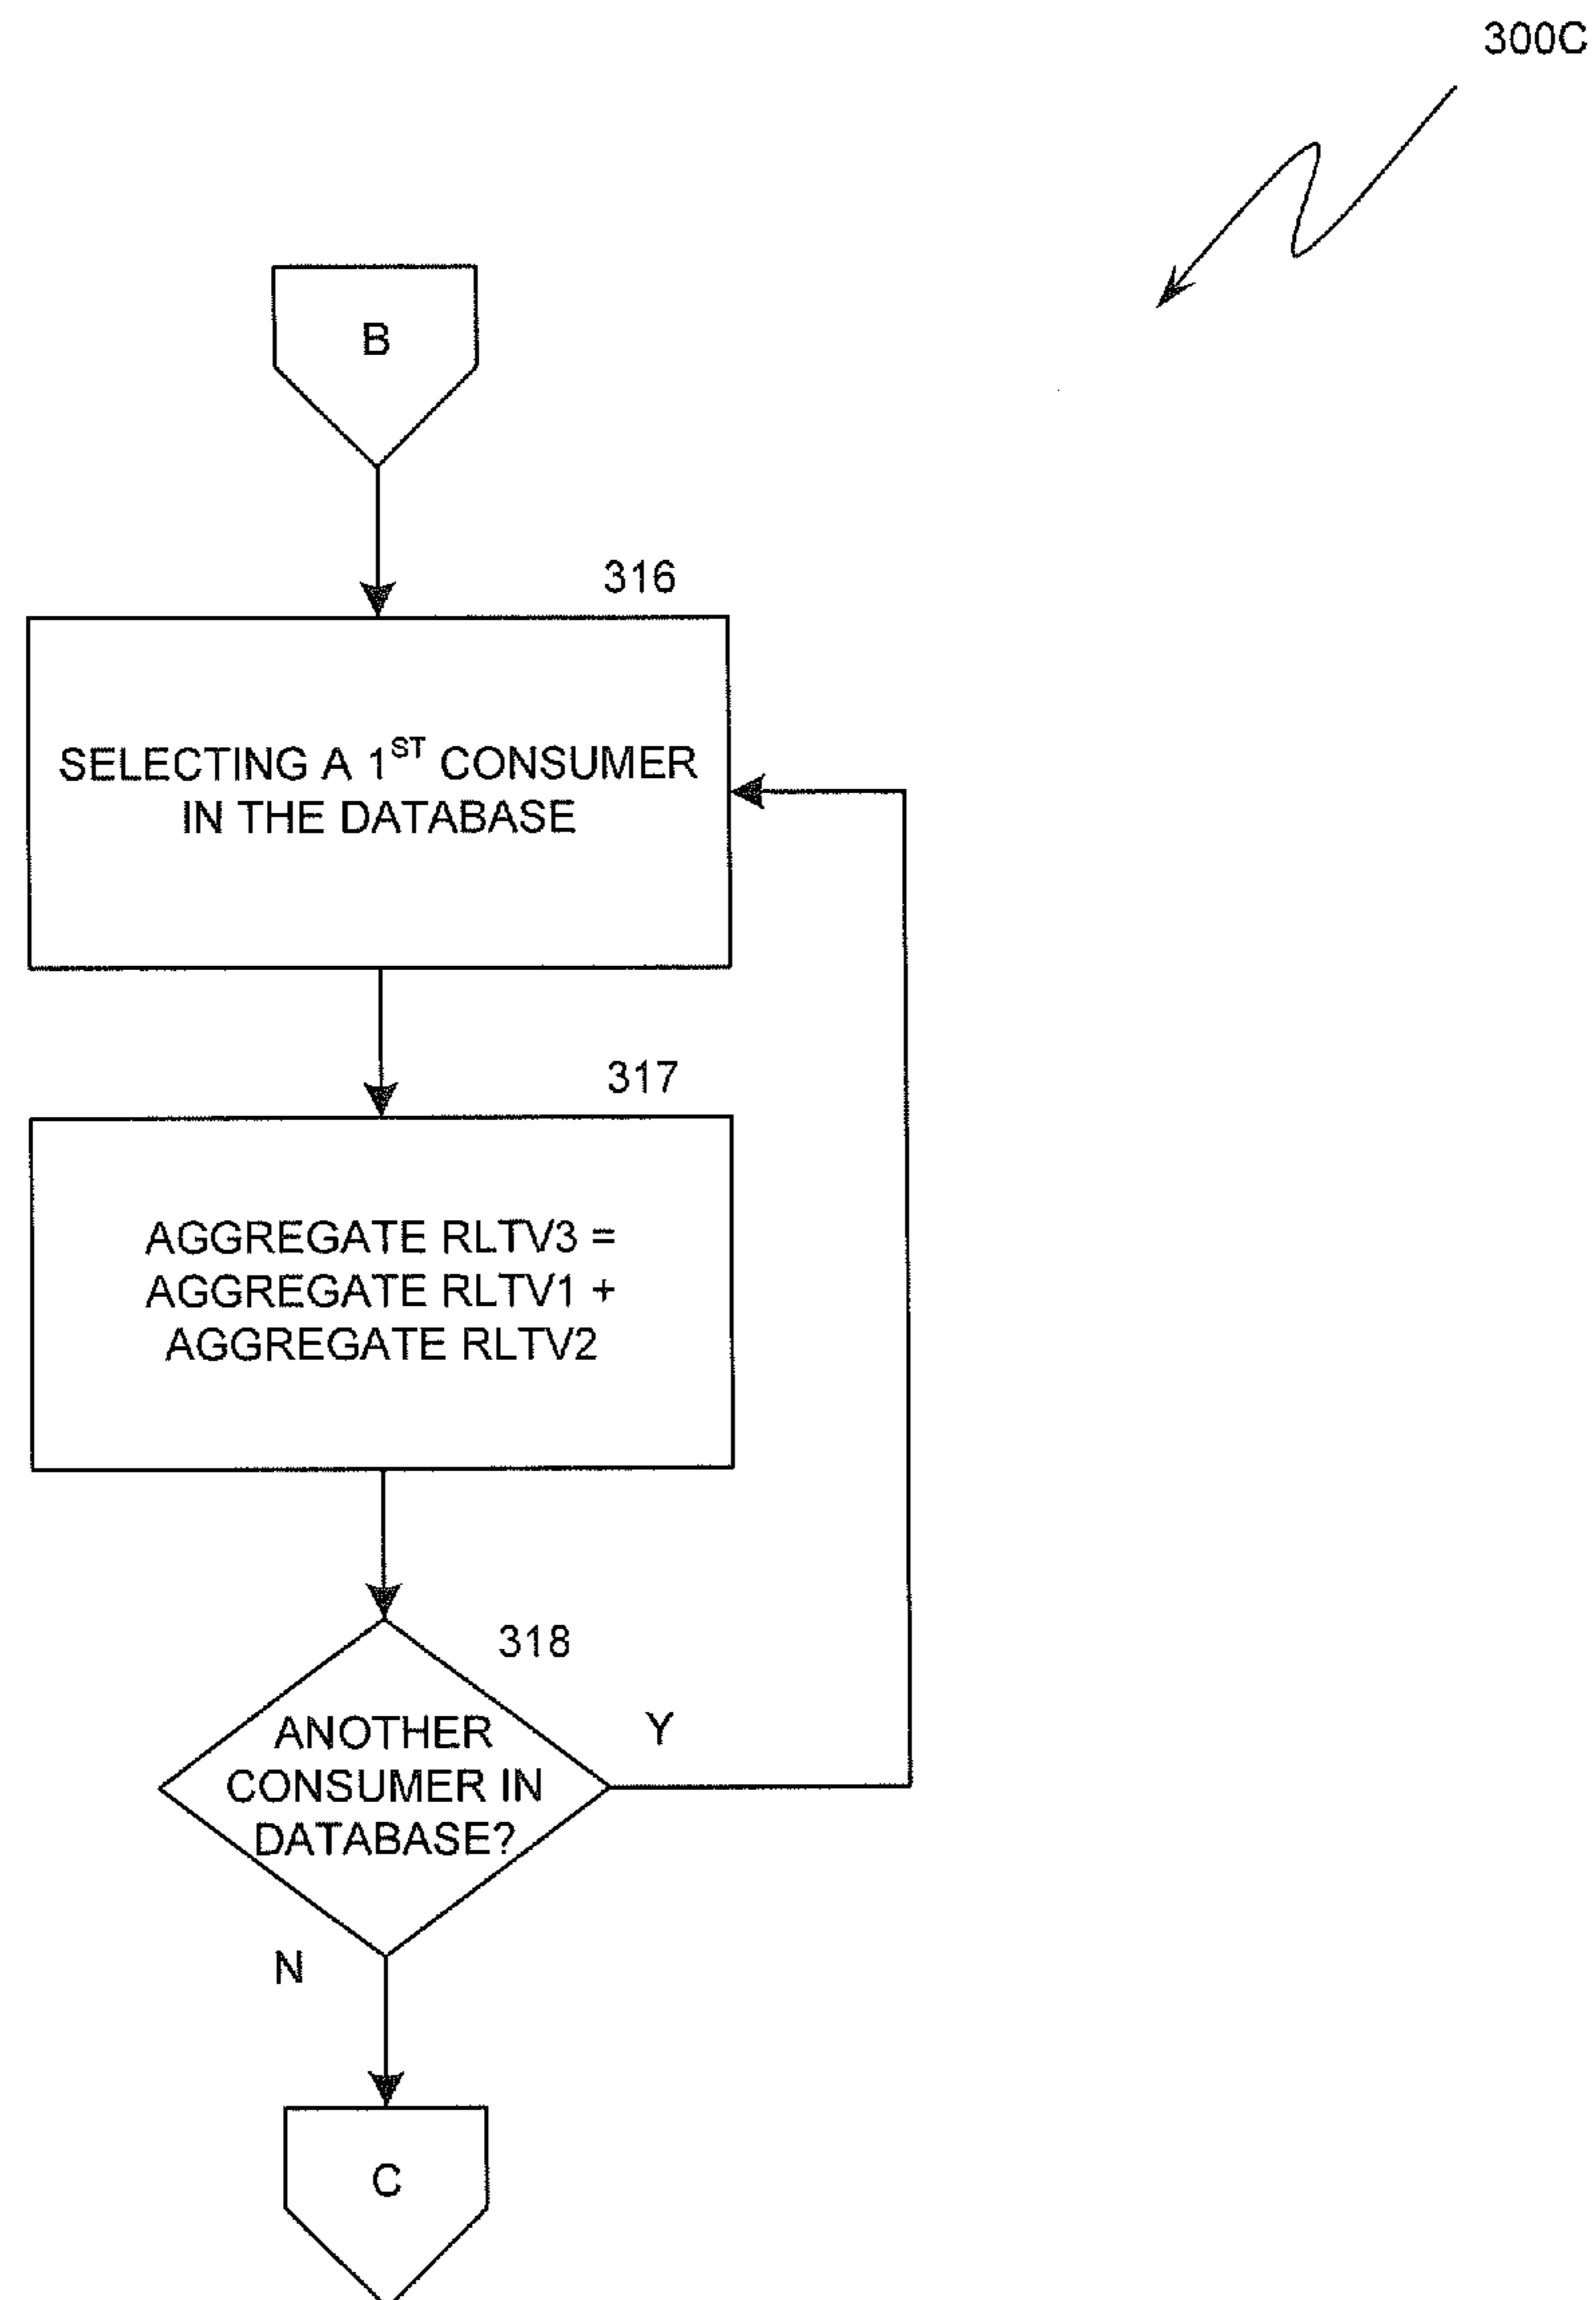 300C
B
316
SELECTING A 1ST CONSUMER
IN THE DATABASE
317
AGGREGATE RLTV3 =
AGGREGATE RLTV1 +
AGGREGATE RLTV2
318
ANOTHER
CONSUMER IN
DATABASE?
Y
N
C